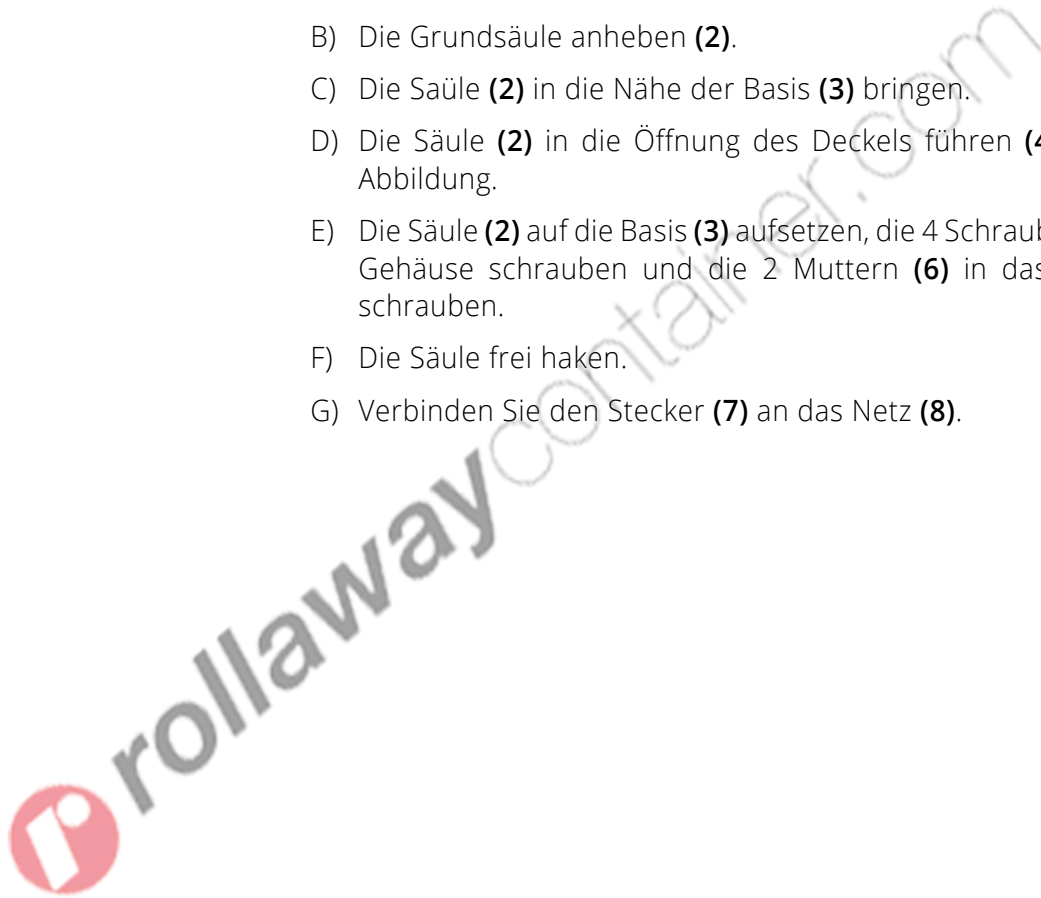 B) Die Grundsäule anheben (2).
C) Die Saüle (2) in die Nähe der Basis (3) bringen.
D) Die Säule (2) in die Öffnung des Deckels führen (4
Abbildung.
E) Die Säule (2) auf die Basis (3) aufsetzen, die 4 Schraub
Gehäuse schrauben und die 2 Muttern (6) in das
schrauben.
F) Die Säule frei haken.
G) Verbinden Sie den Stecker (7) an das Netz (8).
rollawaycontainer.com